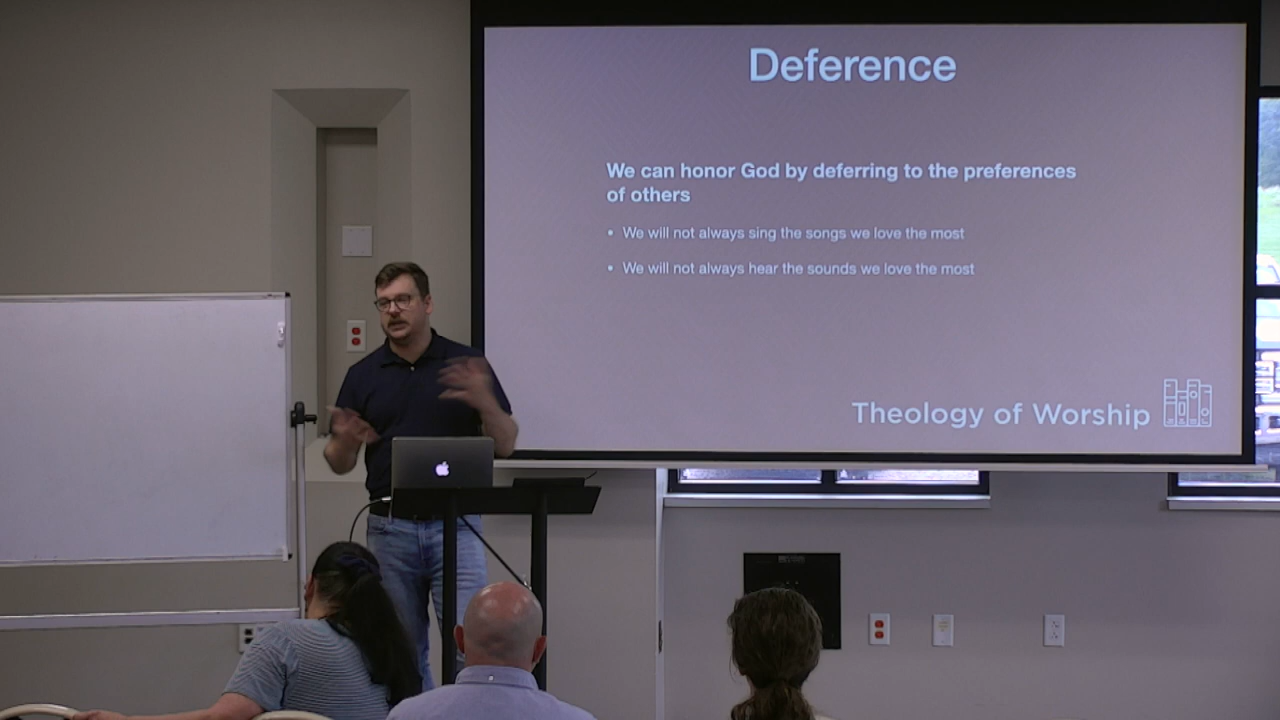 Deference
We can honor God by deferring to the preferences
of others
• We will not always sing the songs we love the most
• We will not always hear the sounds we love the most
Theology of Worship